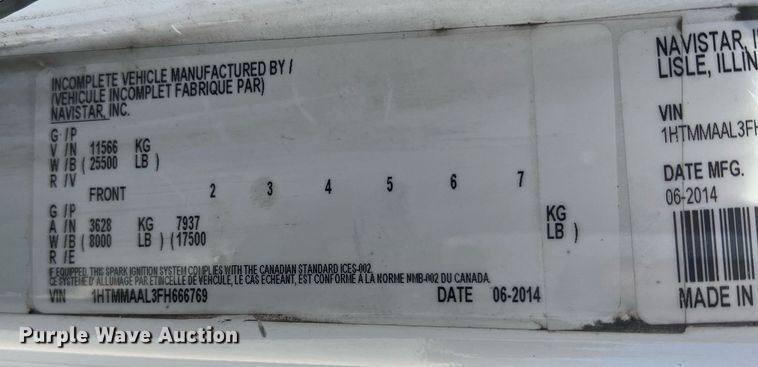 INCOMPLETE VEHICLE MANUFACTURED BY /
(VEHICULE INCOMPLET FABRIQUE PAR)
NAVISTAR, INC.
G /P
V /N 11566 KG
W /B ( 25500 LB )
R /V
FRONT 2 3 4 5 6 7
G /P
A /N 3628 KG 7937 KG
W /B ( 8000 LB ) (17500 LB )
R /E
IF EQUIPPED, THIS SPARK IGNITION SYSTEM COMPLIES WITH THE CANADIAN STANDARD ICES-002.
CE SYSTEME D'ALLUMAGE PAR ETINCELLE DE VEHICULE, LE CAS ECHEANT, EST CONFORME À LA NORME NMB-002 DU CANADA.
VIN 1HTMMAAL3FH666769 DATE 06-2014
NAVISTAR, I
LISLE, ILLIN
VIN
1HTMMAAL3FH
DATE MFG.
06-2014
MADE IN
Purple Wave Auction